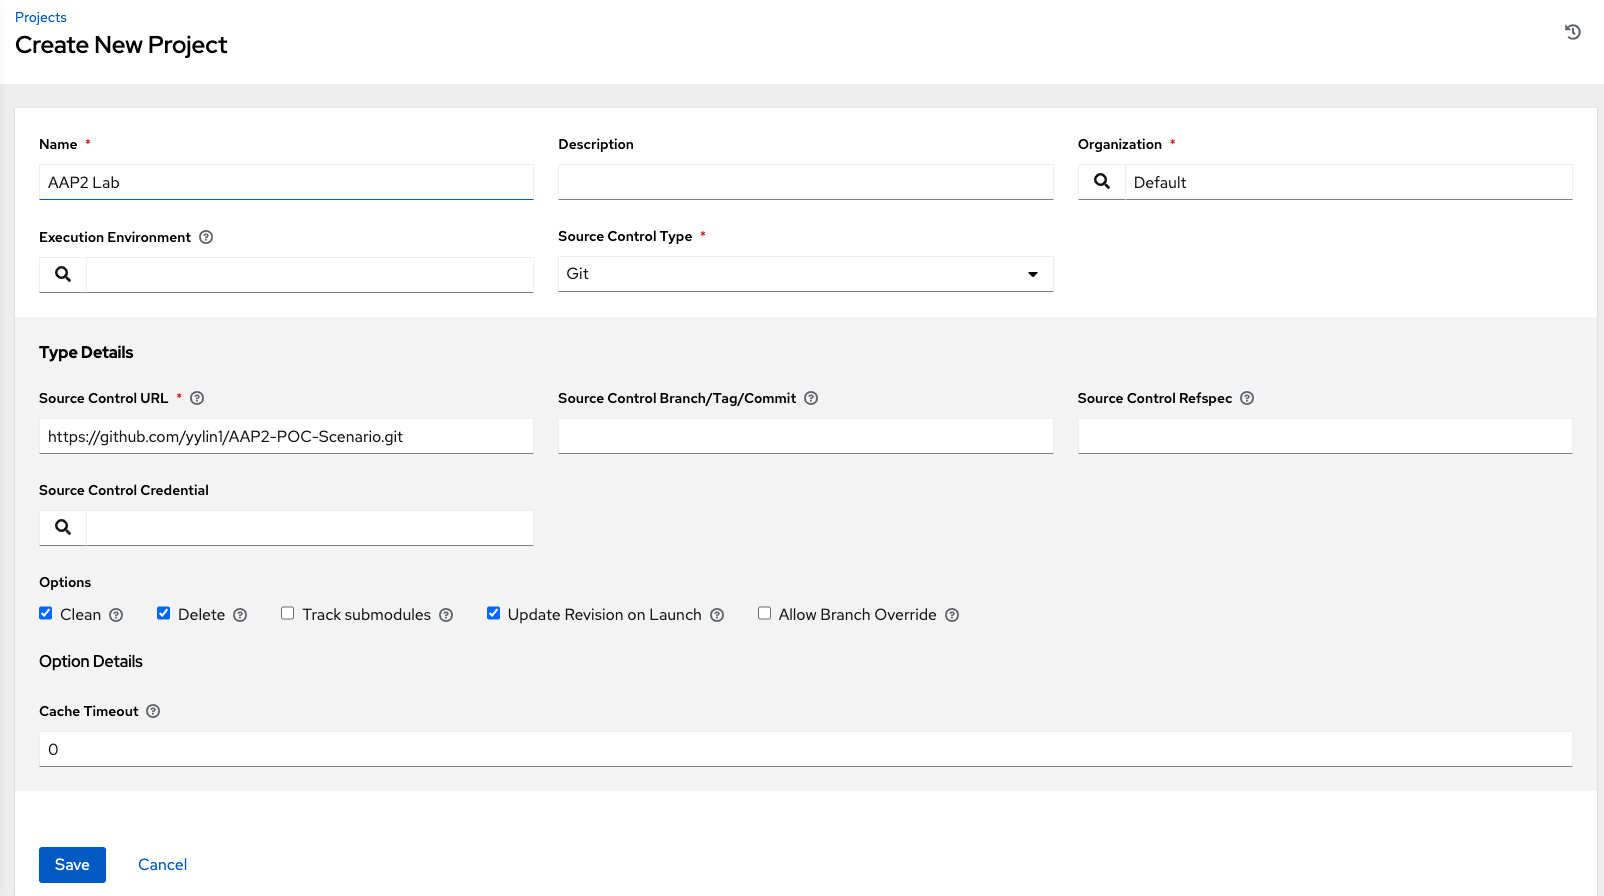 Projects
Create New Project
Name *
Description
Organization *
AAP2 Lab
Default
Execution Environment
Source Control Type *
Git
Type Details
Source Control URL *
Source Control Branch/Tag/Commit
Source Control Refspec
https://github.com/yylin1/AAP2-POC-Scenario.git
Source Control Credential
Options
Clean
Delete
Track submodules
Update Revision on Launch
Allow Branch Override
Option Details
Cache Timeout
0
Save
Cancel